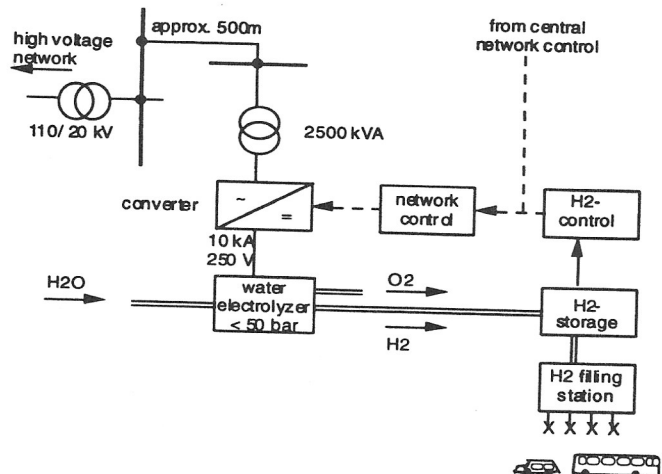 approx. 500m
from central
network control
high voltage
network
110/ 20 kV
2500 kVA
converter
~
=
network
control
H2-
control
10 kA
250 V
H2O
water
electrolyzer
< 50 bar
O2
H2
H2-
storage
H2 filling
station
X X X X